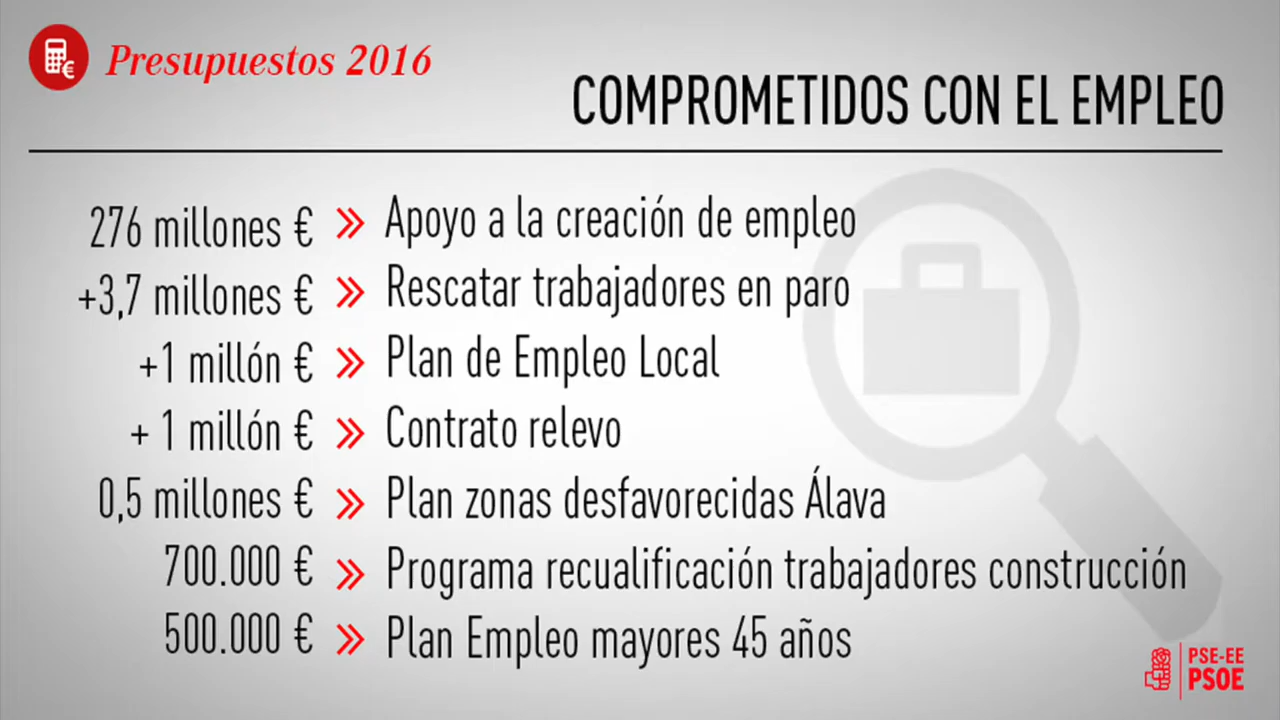 Presupuestos 2016
COMPROMETIDOS CON EL EMPLEO
276 millones € » Apoyo a la creación de empleo
+3,7 millones € » Rescatar trabajadores en paro
+1 millón € » Plan de Empleo Local
+ 1 millón € » Contrato relevo
0,5 millones € » Plan zonas desfavorecidas Álava
700.000 € » Programa recualificación trabajadores construcción
500.000 € » Plan Empleo mayores 45 años
PSE-EE
PSOE